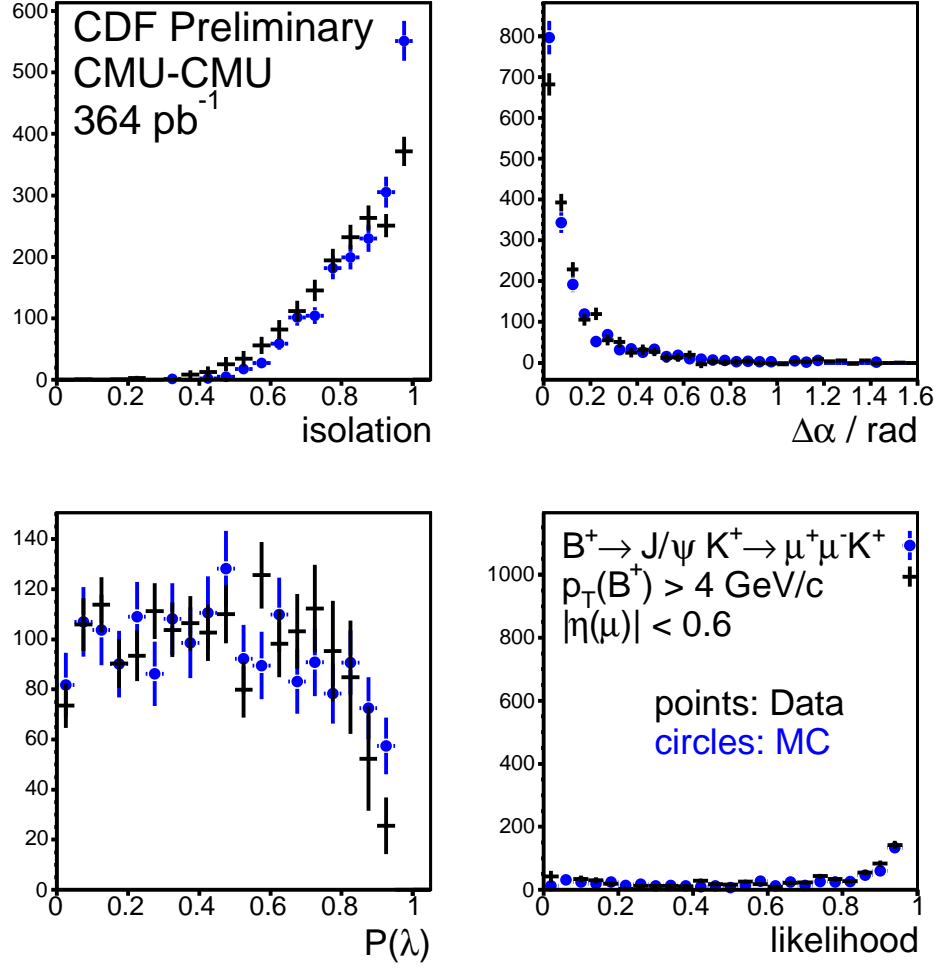 600
500
400
300
200
100
0
CDF Preliminary
CMU-CMU
364 pb⁻¹
0 0.2 0.4 0.6 0.8 1
isolation
800
700
600
500
400
300
200
100
0
0 0.2 0.4 0.6 0.8 1 1.2 1.4 1.6
Δα / rad
140
120
100
80
60
40
20
0
0 0.2 0.4 0.6 0.8 1
P(λ)
1000
800
600
400
200
0
B⁺→ J/ψ K⁺→ μ⁺μ⁻K⁺
p_T(B⁺) > 4 GeV/c
|η(μ)| < 0.6
points: Data
circles: MC
0 0.2 0.4 0.6 0.8 1
likelihood